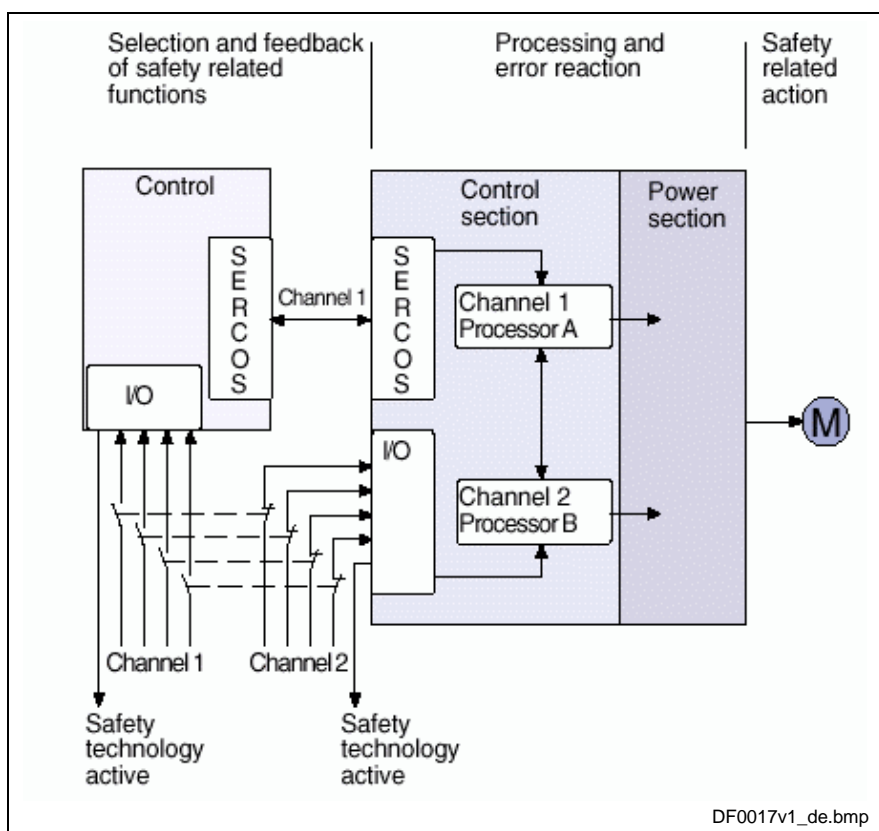 Selection and feedback
of safety related
functions
Processing and
error reaction
Safety
related
action
Control
SERCOS
I/O
Channel 1
Control
section
Power
section
SERCOS
Channel 1
Processor A
I/O
Channel 2
Processor B
M
Channel 1
Channel 2
Safety
technology
active
Safety
technology
active
DF0017v1_de.bmp